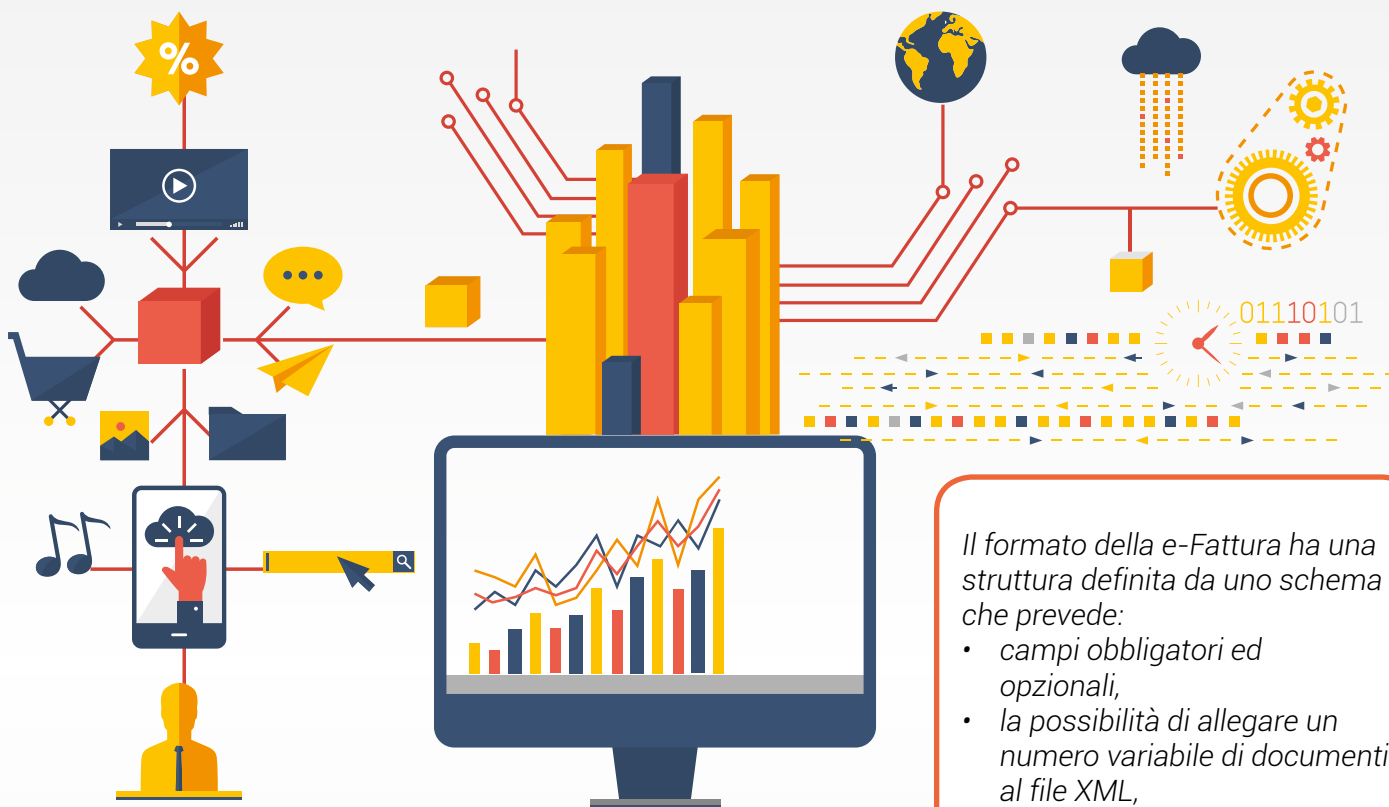 %
01110101
Il formato della e-Fattura ha una
struttura definita da uno schema
che prevede:
• campi obbligatori ed
opzionali,
• la possibilità di allegare un
numero variabile di documenti
al file XML,